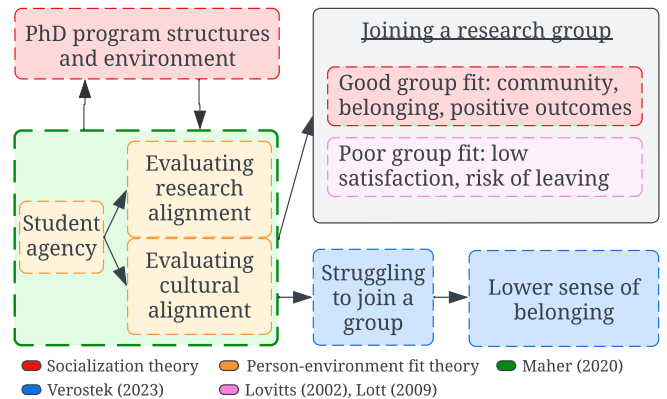 PhD program structures
and environment
Joining a research group
Good group fit: community,
belonging, positive outcomes
Poor group fit: low
satisfaction, risk of leaving
Student
agency
Evaluating
research
alignment
Evaluating
cultural
alignment
Struggling
to join a
group
Lower sense of
belonging
Socialization theory
Person-environment fit theory
Maher (2020)
Verostek (2023)
Lovitts (2002), Lott (2009)